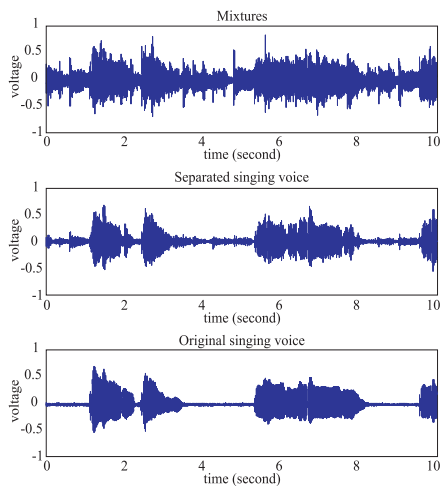 Mixtures
1
0.5
0
-0.5
-1
voltage
0 2 4 6 8 10
time (second)
Separated singing voice
1
0.5
0
-0.5
-1
voltage
0 2 4 6 8 10
time (second)
Original singing voice
1
0.5
0
-0.5
-1
voltage
0 2 4 6 8 10
time (second)